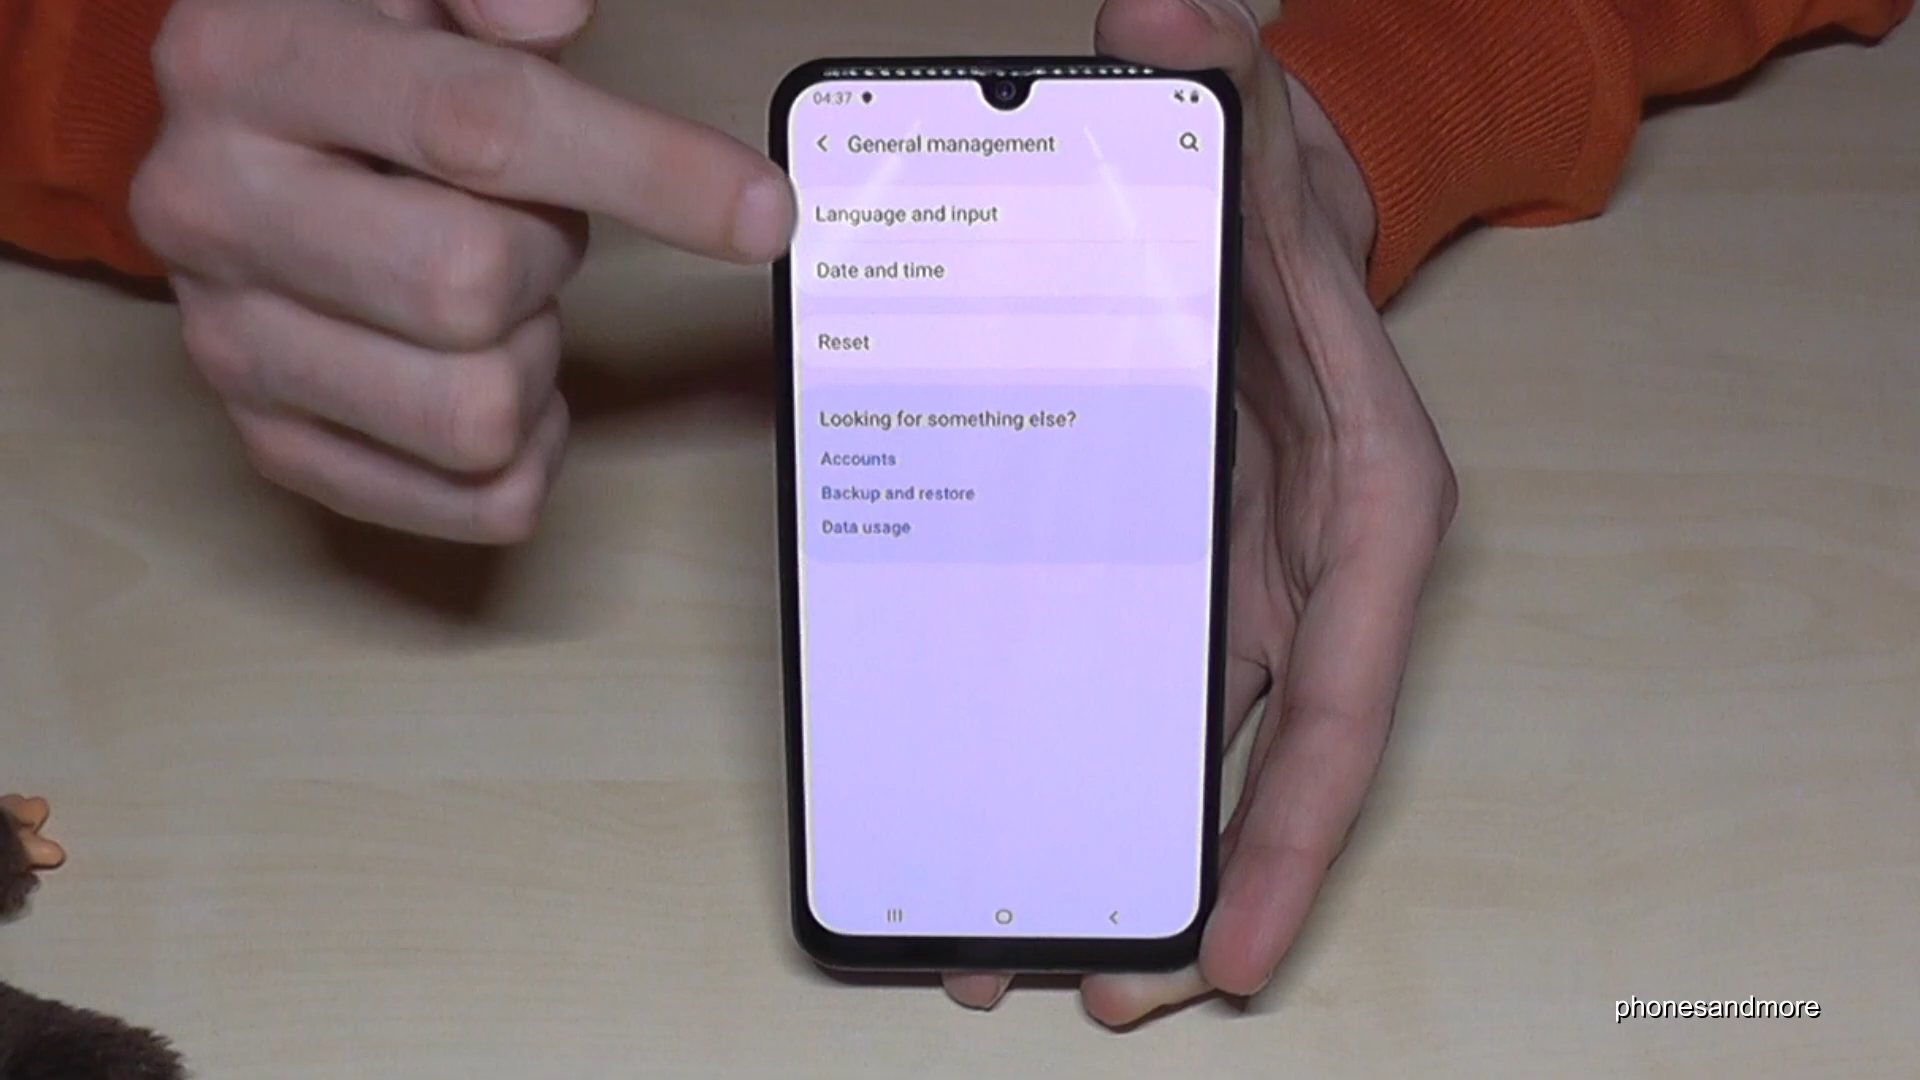 04:37
General management
Language and input
Date and time
Reset
Looking for something else?
Accounts
Backup and restore
Data usage
phonesandmore